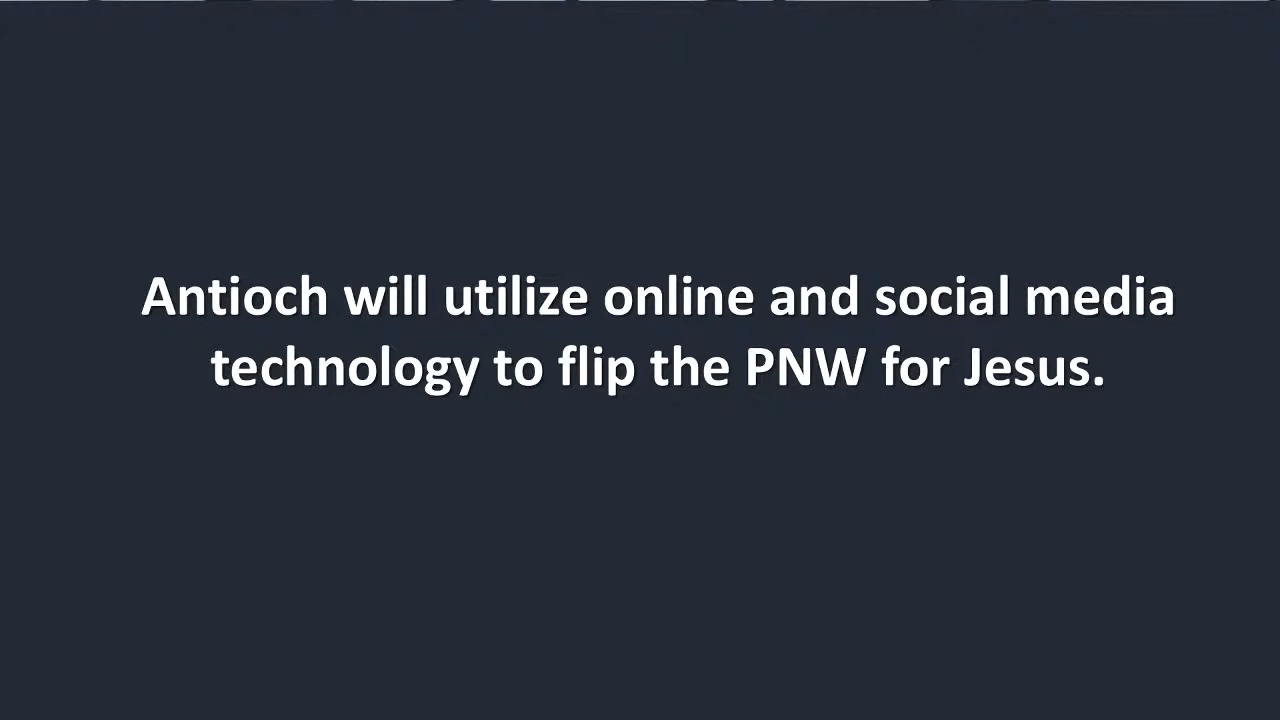 Antioch will utilize online and social media
technology to flip the PNW for Jesus.